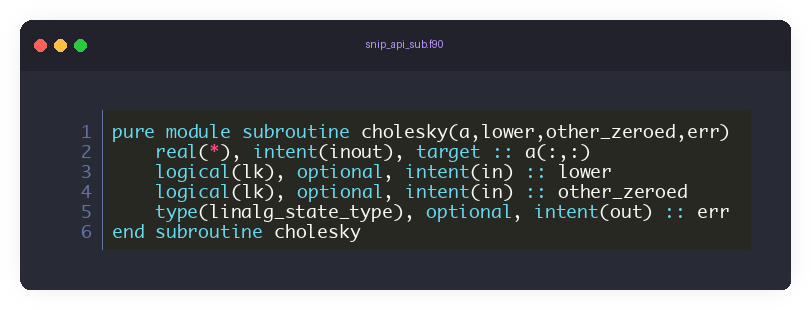 snip_api_sub.f90
1 pure module subroutine cholesky(a,lower,other_zeroed,err)
2     real(*), intent(inout), target :: a(:,:)
3     logical(lk), optional, intent(in) :: lower
4     logical(lk), optional, intent(in) :: other_zeroed
5     type(linalg_state_type), optional, intent(out) :: err
6 end subroutine cholesky